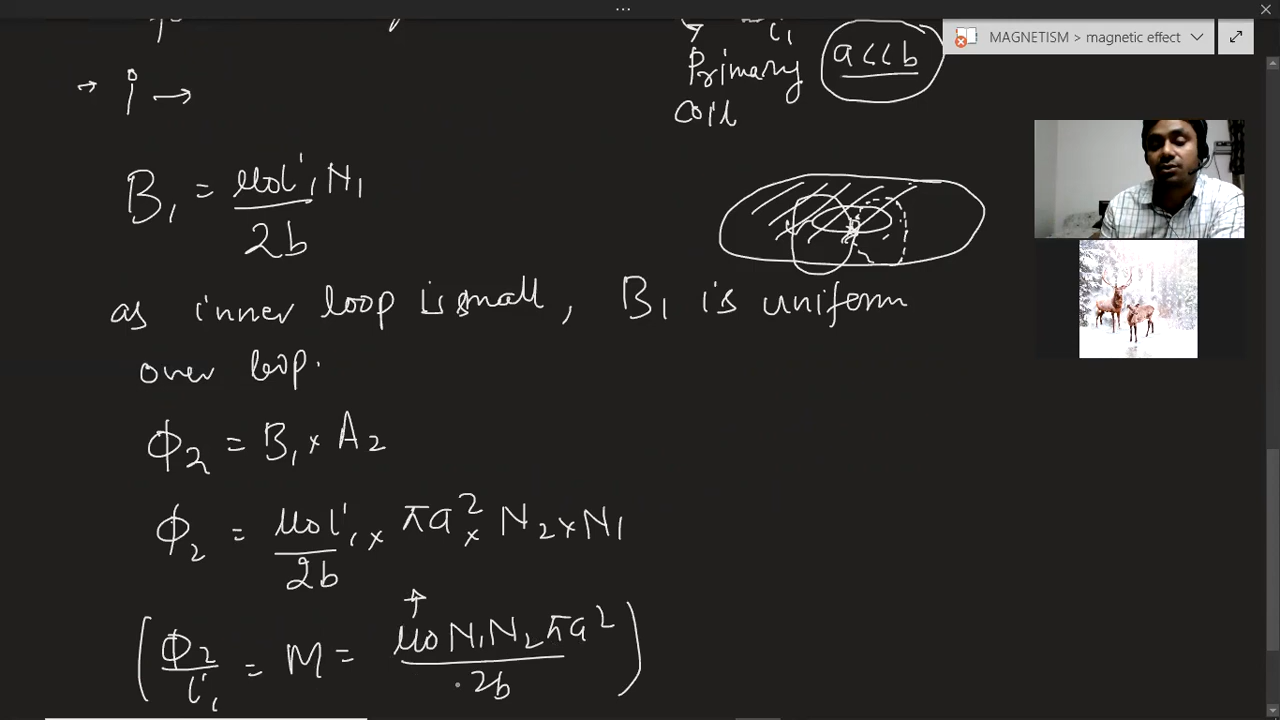 MAGNETISM > magnetic effect
Primary
coil
a<<b
→ i →
B₁ = μ₀i₁N₁ / 2b
as inner loop is small, B₁ is uniform
over loop.
Φ₂ = B₁ × A₂
Φ₂ = μ₀i₁ / 2b × πa² × N₂ × N₁
(Φ₂ / i₁ = M = μ₀N₁N₂πa² / 2b)